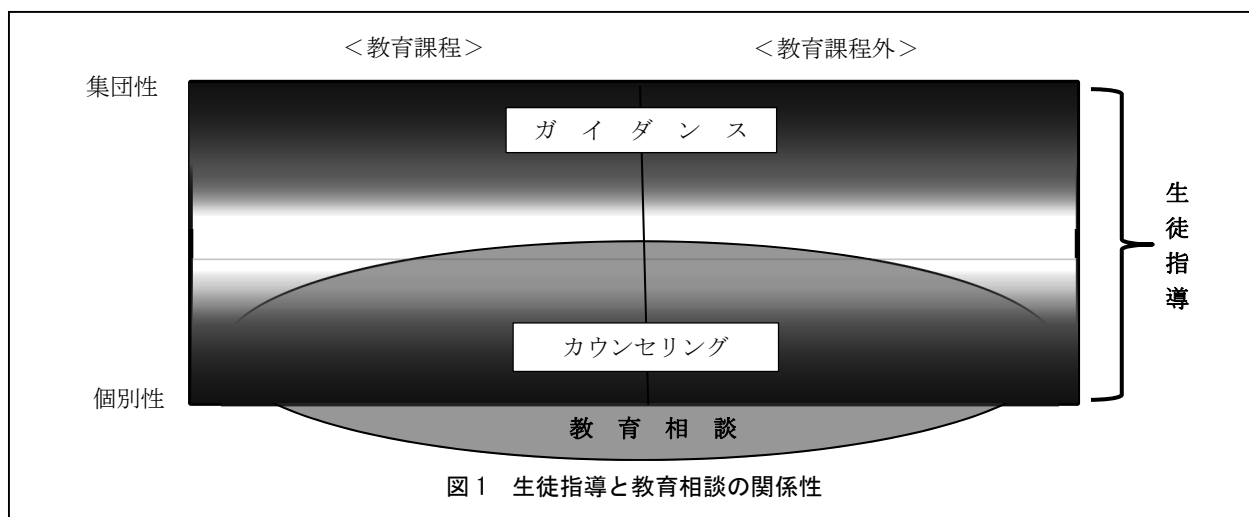 ＜教育課程＞ ＜教育課程外＞
集団性
ガイダンス
生徒指導
カウンセリング
個別性
教育相談
図1 生徒指導と教育相談の関係性